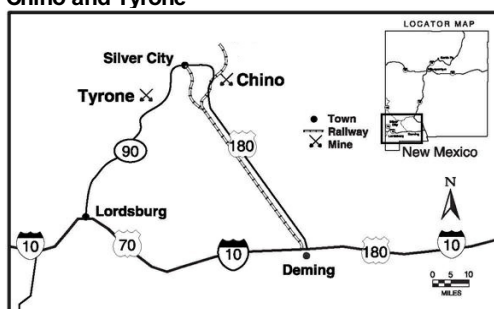 Chino and Tyrone
LOCATOR MAP
Silver City
Chino
Tyrone
Town
Railway
Mine
New Mexico
90
180
N
Lordsburg
10
70
10
Deming
180
10
0 5 10
MILES